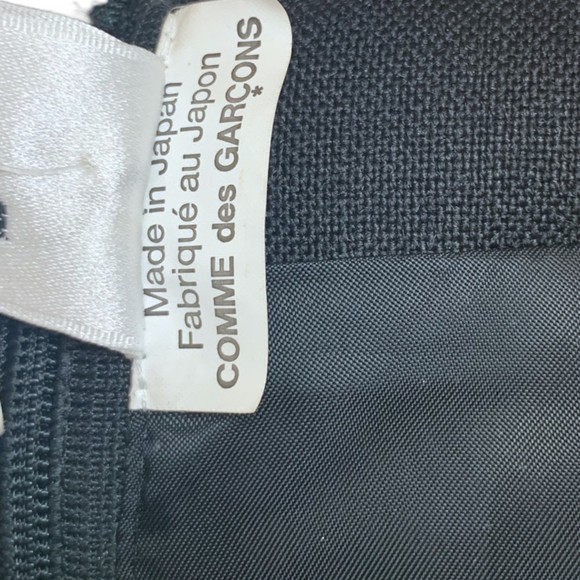 Made in Japan
Fabriqué au Japon
COMME des GARÇONS
*